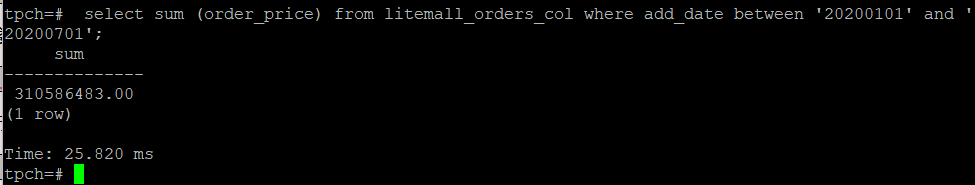 tpch=#  select sum (order_price) from litemall_orders_col where add_date between '20200101' and '
20200701';
     sum
--------------
 310586483.00
(1 row)
Time: 25.820 ms
tpch=#